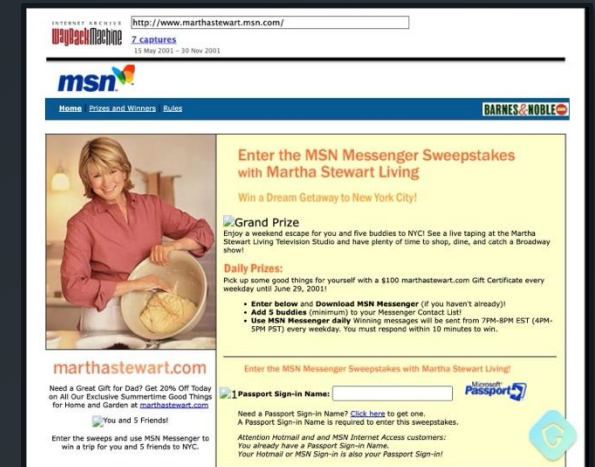 INTERNET ARCHIVE
WayBackMachine
http://www.marthastewart.msn.com/
7 captures
15 May 2001 - 30 Nov 2001
msn
Home Prizes and Winners Rules
BARNES&NOBLE
Enter the MSN Messenger Sweepstakes
with Martha Stewart Living
Win a Dream Getaway to New York City!
Grand Prize
Enjoy a weekend escape for you and five buddies to NYC! See a live taping at the Martha
Stewart Living Television Studio and have plenty of time to shop, dine, and catch a Broadway
show!
Daily Prizes:
Pick up some good things for yourself with a $100 marthastewart.com Gift Certificate every
weekday until June 29, 2001!
• Enter below and Download MSN Messenger (if you haven't already)!
• Add 5 buddies (minimum) to your Messenger Contact List!
• Use MSN Messenger daily Winning messages will be sent from 7PM-8PM EST (4PM-
5PM PST) every weekday. You must respond within 10 minutes to win.
marthastewart.com
Need a Great Gift for Dad? Get 20% Off Today
on All Our Exclusive Summertime Good Things
for Home and Garden at marthastewart.com
You and 5 Friends!
Enter the sweeps and use MSN Messenger to
win a trip for you and 5 friends to NYC.
Enter the MSN Messenger Sweepstakes with Martha Stewart Living!
1 Passport Sign-in Name:
Microsoft
Passport
Need a Passport Sign-in Name? Click here to get one.
A Passport Sign-in Name is required to enter this sweepstakes.
Attention Hotmail and and MSN Internet Access customers:
You already have a Passport Sign-in Name.
Your Hotmail or MSN Sign-in is also your Passport Sign-in!